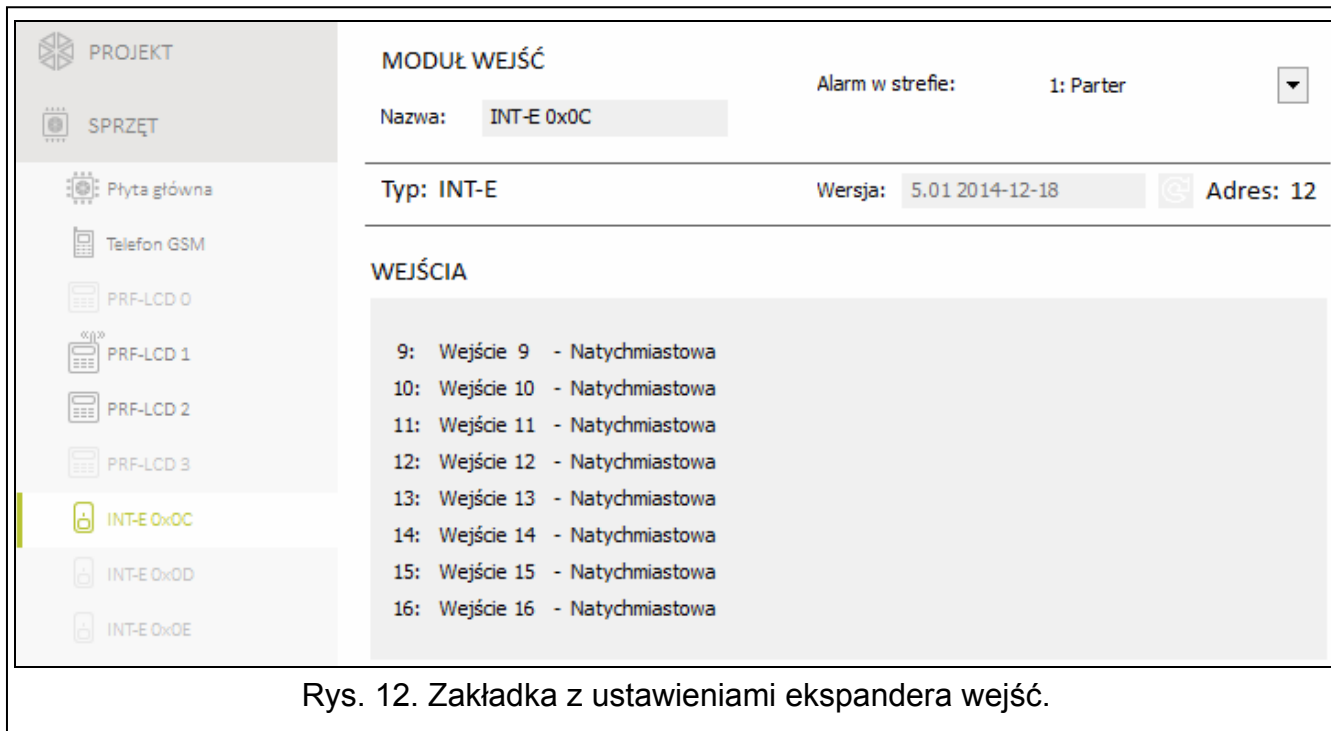 PROJEKT
SPRZĘT
Płyta główna
Telefon GSM
PRF-LCD 0
PRF-LCD 1
PRF-LCD 2
PRF-LCD 3
INT-E 0x0C
INT-E 0x0D
INT-E 0x0E
MODUŁ WEJŚĆ
Alarm w strefie: 1: Parter
Nazwa: INT-E 0x0C
Typ: INT-E Wersja: 5.01 2014-12-18 Adres: 12
WEJŚCIA
9: Wejście 9 - Natychmiastowa
10: Wejście 10 - Natychmiastowa
11: Wejście 11 - Natychmiastowa
12: Wejście 12 - Natychmiastowa
13: Wejście 13 - Natychmiastowa
14: Wejście 14 - Natychmiastowa
15: Wejście 15 - Natychmiastowa
16: Wejście 16 - Natychmiastowa
Rys. 12. Zakładka z ustawieniami ekspandera wejść.